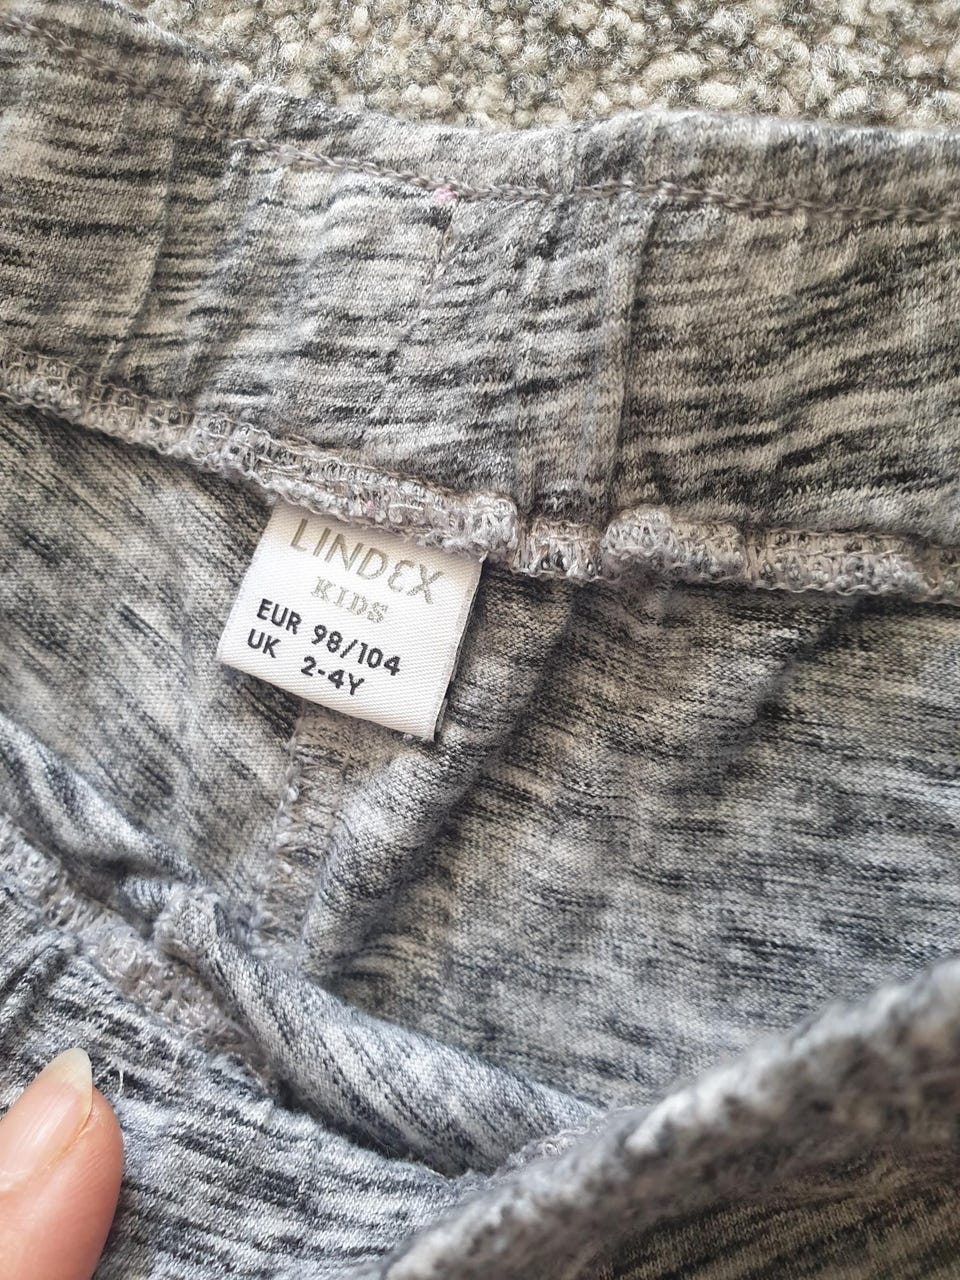 LINDEX
KIDS
EUR 98/104
UK 2-4Y